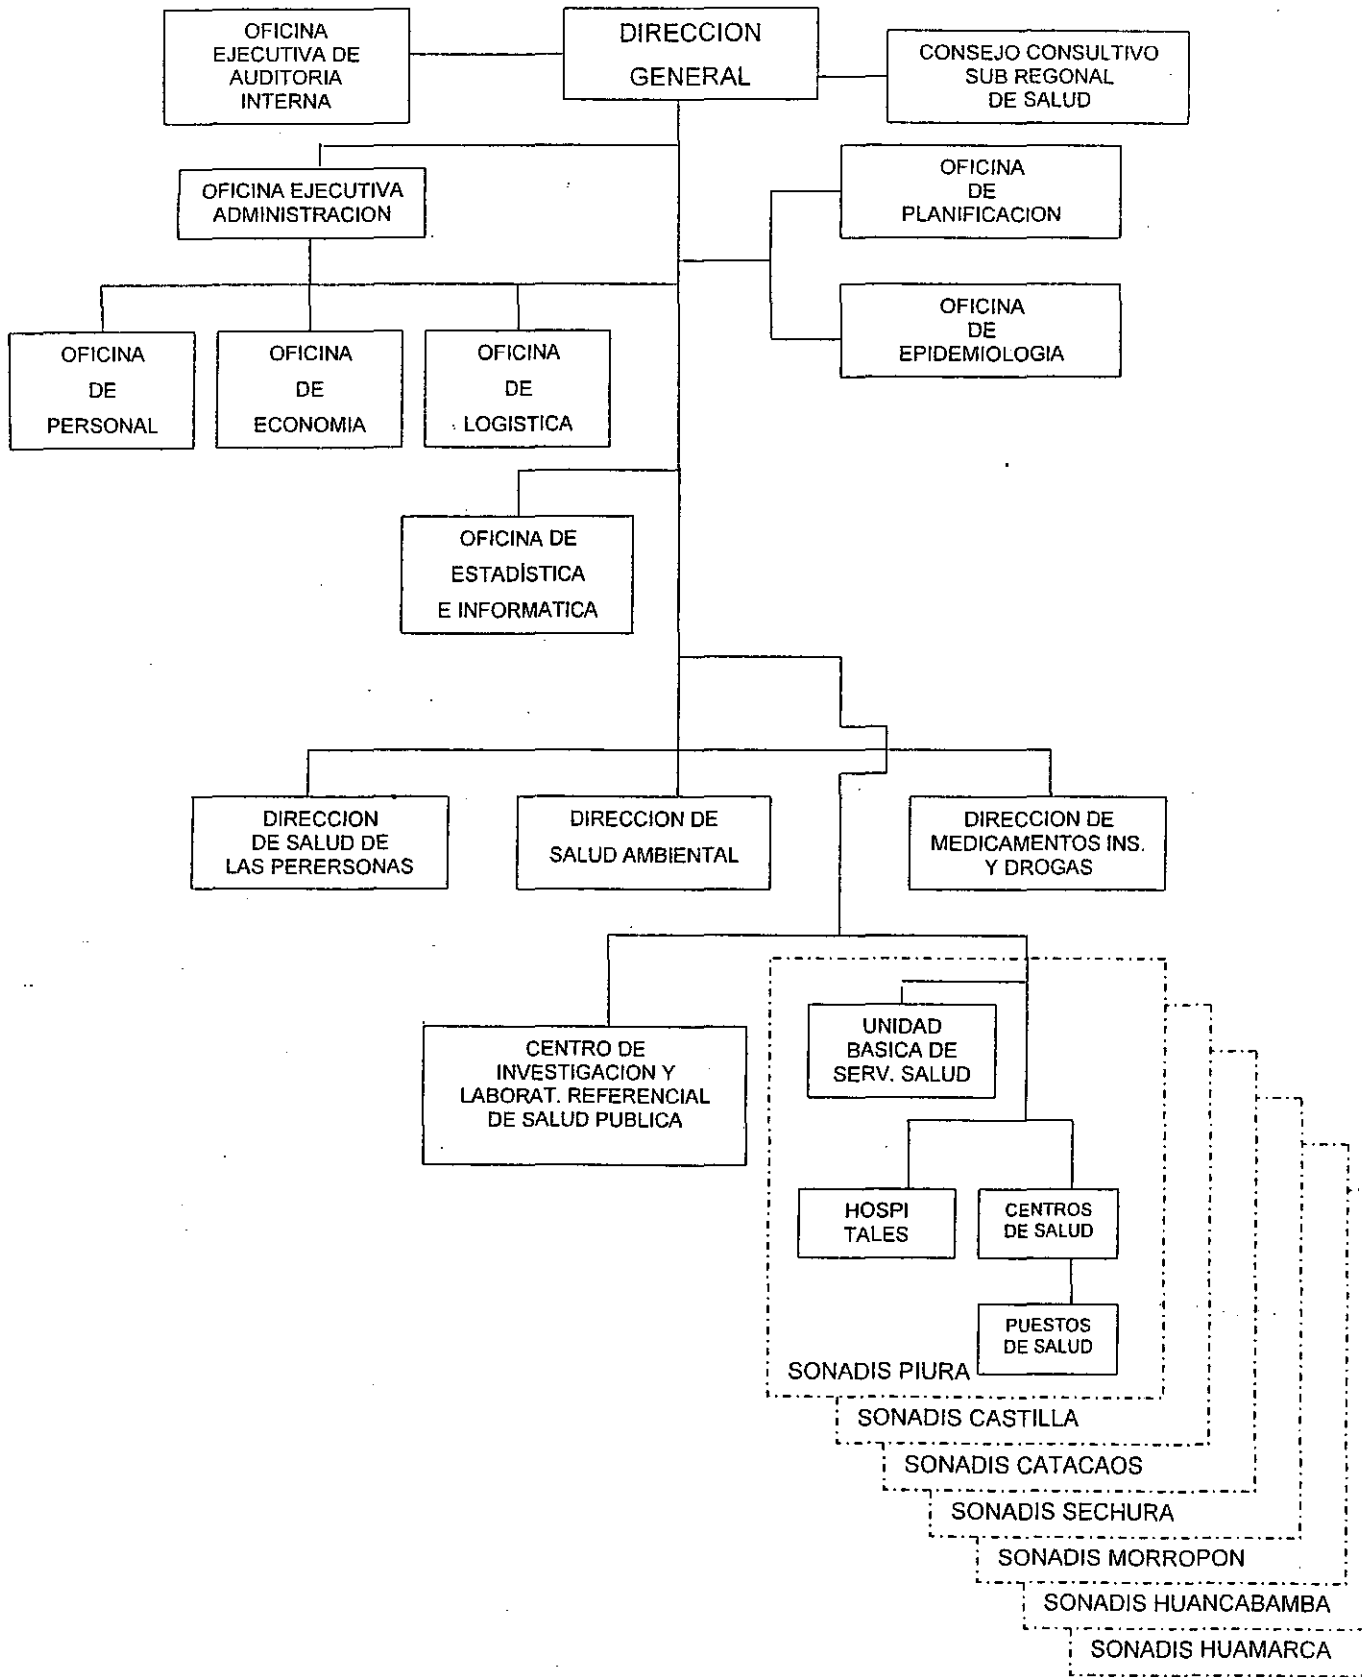 OFICINA
EJECUTIVA DE
AUDITORIA
INTERNA
DIRECCION
GENERAL
CONSEJO CONSULTIVO
SUB REGONAL
DE SALUD
OFICINA EJECUTIVA
ADMINISTRACION
OFICINA
DE
PLANIFICACION
OFICINA
DE
EPIDEMIOLOGIA
OFICINA
DE
PERSONAL
OFICINA
DE
ECONOMIA
OFICINA
DE
LOGISTICA
OFICINA DE
ESTADÍSTICA
E INFORMATICA
DIRECCION
DE SALUD DE
LAS PERERSONAS
DIRECCION DE
SALUD AMBIENTAL
DIRECCION DE
MEDICAMENTOS INS.
Y DROGAS
CENTRO DE
INVESTIGACION Y
LABORAT. REFERENCIAL
DE SALUD PUBLICA
UNIDAD
BASICA DE
SERV. SALUD
HOSPI
TALES
CENTROS
DE SALUD
PUESTOS
DE SALUD
SONADIS PIURA
SONADIS CASTILLA
SONADIS CATACAOS
SONADIS SECHURA
SONADIS MORROPON
SONADIS HUANCABAMBA
SONADIS HUAMARCA